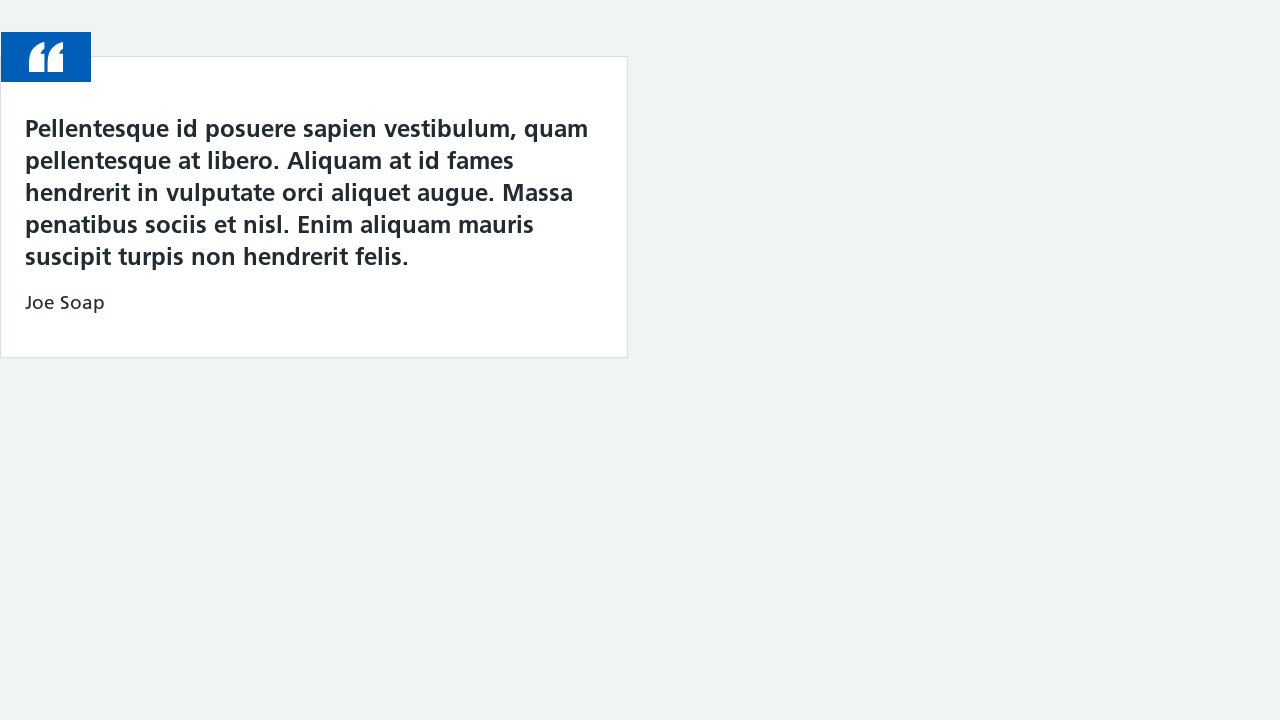 Pellentesque id posuere sapien vestibulum, quam
pellentesque at libero. Aliquam at id fames
hendrerit in vulputate orci aliquet augue. Massa
penatibus sociis et nisl. Enim aliquam mauris
suscipit turpis non hendrerit felis.
Joe Soap